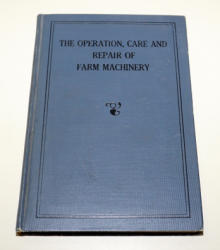 THE OPERATION, CARE AND
REPAIR OF
FARM MACHINERY